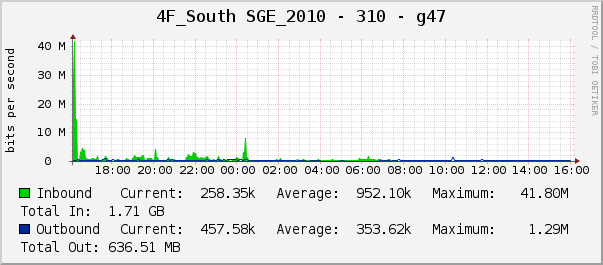 4F_South SGE_2010 - 310 - g47
RRDTOOL / TOBI OETIKER
bits per second
40 M
30 M
20 M
10 M
0
18:00 20:00 22:00 00:00 02:00 04:00 06:00 08:00 10:00 12:00 14:00 16:00
Inbound Current: 258.35k Average: 952.10k Maximum: 41.80M
Total In: 1.71 GB
Outbound Current: 457.58k Average: 353.62k Maximum: 1.29M
Total Out: 636.51 MB